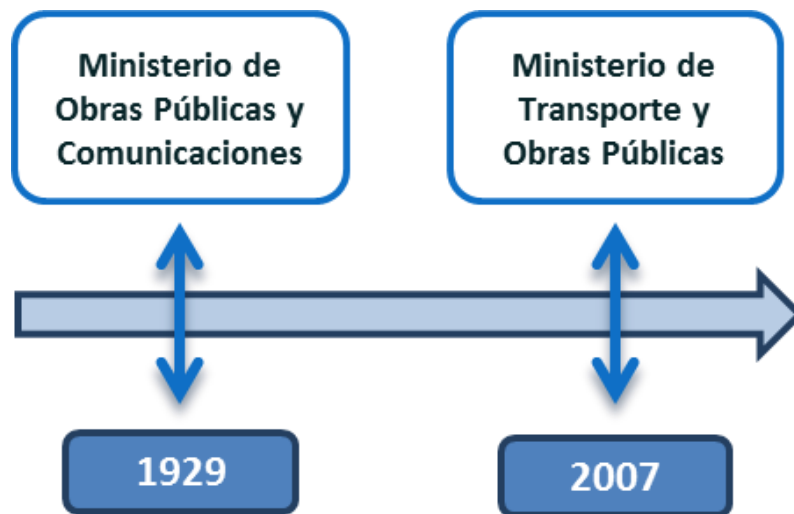 Ministerio de
Obras Públicas y
Comunicaciones
Ministerio de
Transporte y
Obras Públicas
1929
2007